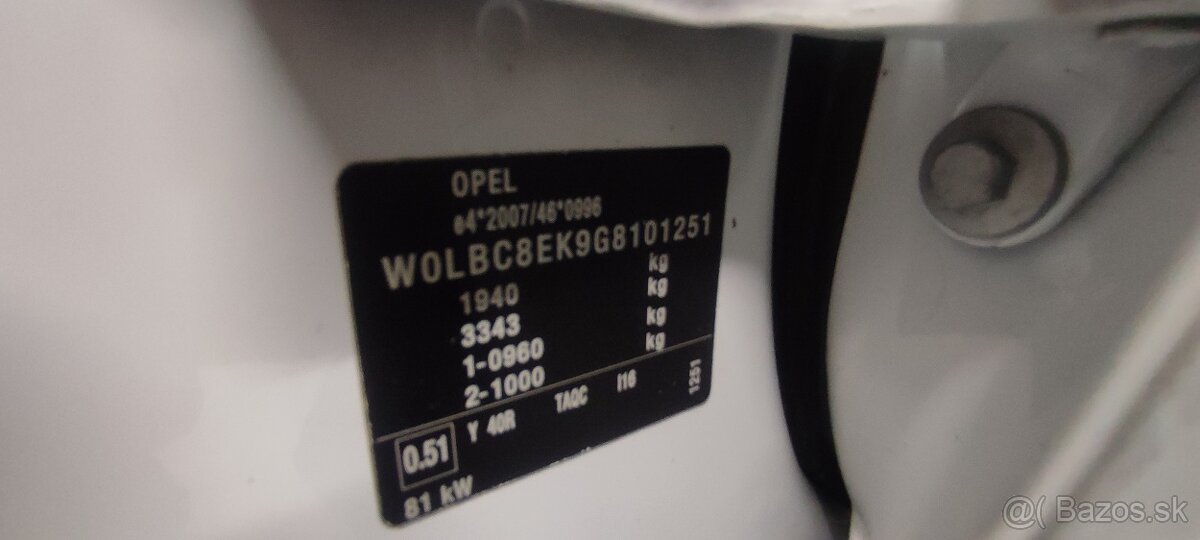 OPEL
e4*2007/46*0996
W0LBC8EK9G8101251
1940 kg
3343 kg
1-0960 kg
2-1000 kg
0.51 Y 40R TAQC I16 1251
81 kW
@( Bazos.sk